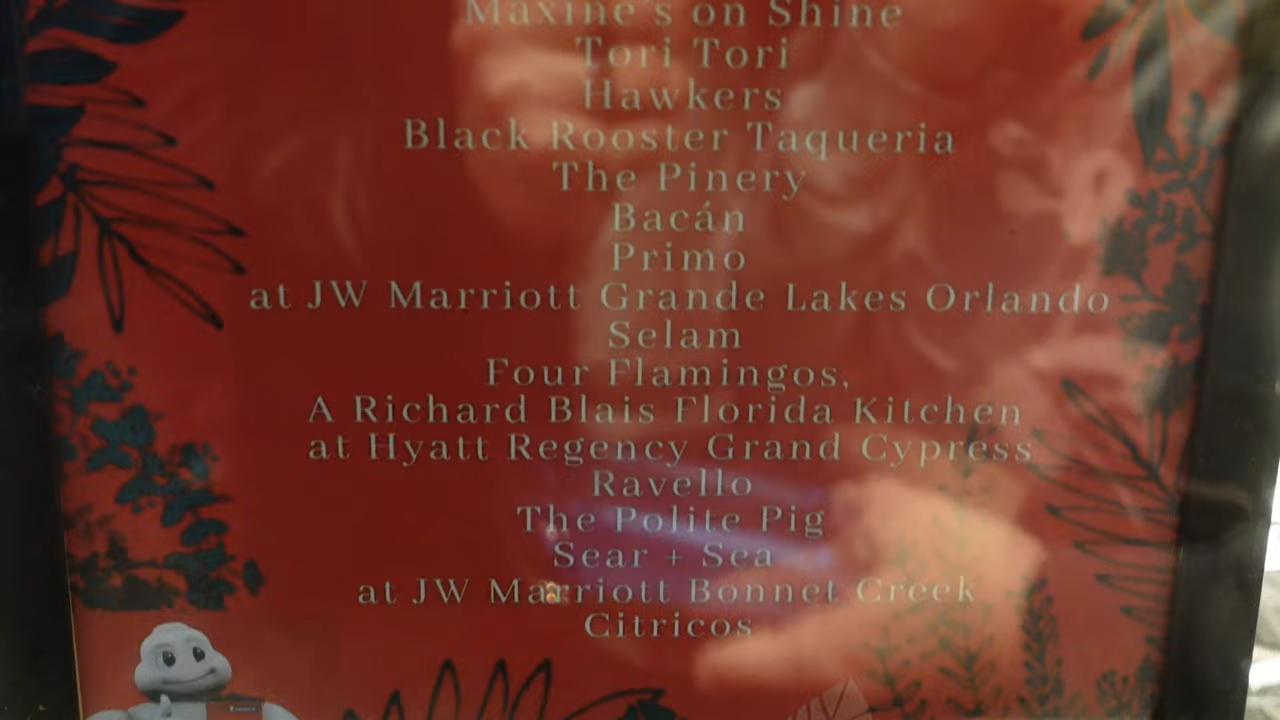 Maxine's on Shine
Tori Tori
Hawkers
Black Rooster Taqueria
The Pinery
Bacán
Primo
at JW Marriott Grande Lakes Orlando
Selam
Four Flamingos,
A Richard Blais Florida Kitchen
at Hyatt Regency Grand Cypress
Ravello
The Polite Pig
Sear + Sea
at JW Marriott Bonnet Creek
Citricos